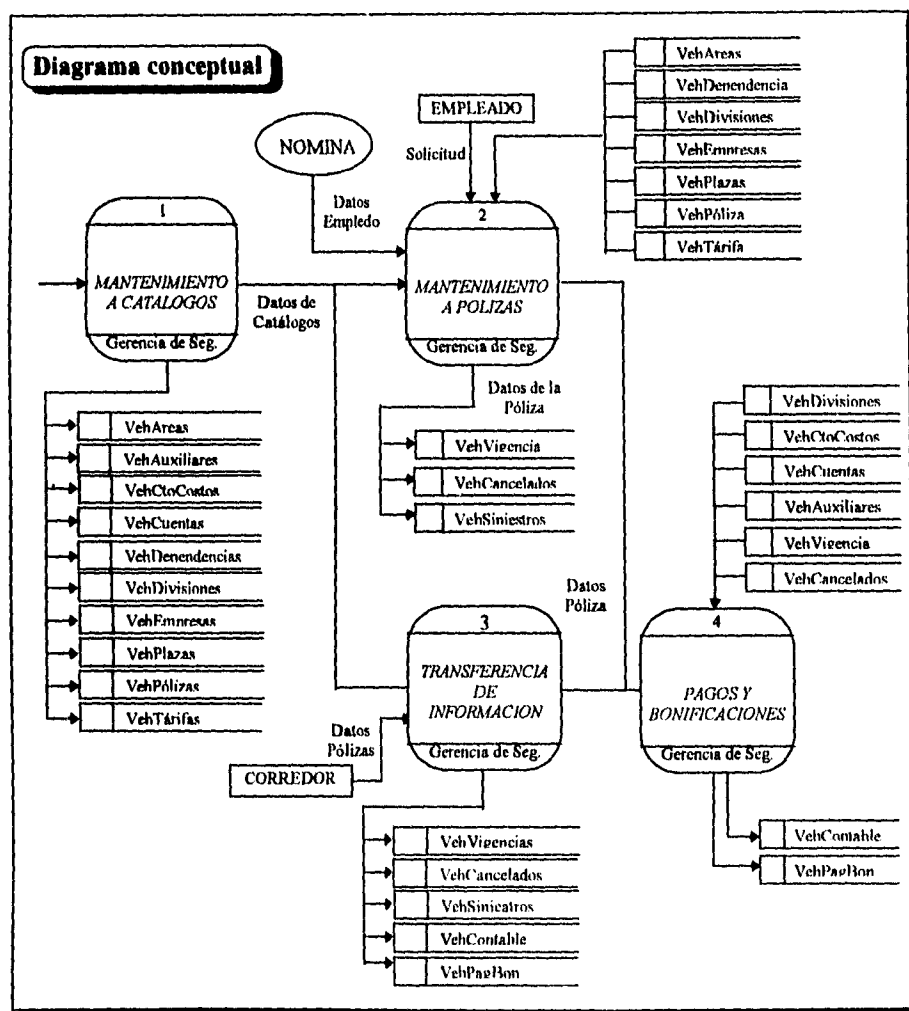 Diagrama conceptual
VehAreas
VehDenendencia
VehDivisiones
VehEmpresas
VehPlazas
VehPóliza
VehTárifa
EMPLEADO
Solicitud
NOMINA
Datos
Empledo
1
MANTENIMIENTO
A CATALOGOS
Gerencia de Seg.
Datos de
Catálogos
2
MANTENIMIENTO
A POLIZAS
Gerencia de Seg.
Datos de la
Póliza
VehVigencia
VehCancelados
VehSiniestros
VehAreas
VehAuxiliares
VehCtoCostos
VehCuentas
VehDenendencias
VehDivisiones
VehEmpresas
VehPlazas
VehPólizas
VehTárifas
VehDivisiones
VehCtoCostos
VehCuentas
VehAuxiliares
VehVigencia
VehCancelados
Datos
Póliza
3
TRANSFERENCIA
DE
INFORMACION
Gerencia de Seg.
Datos
Pólizas
CORREDOR
4
PAGOS Y
BONIFICACIONES
Gerencia de Seg.
VehContable
VehPagBon
VehVigencias
VehCancelados
VehSinicatros
VehContable
VehPagBon